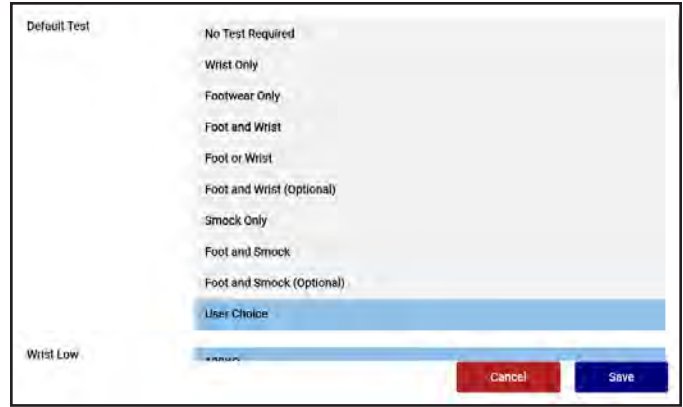 Default Test
No Test Required
Wrist Only
Footwear Only
Foot and Wrist
Foot or Wrist
Foot and Wrist (Optional)
Smock Only
Foot and Smock
Foot and Smock (Optional)
User Choice
Wrist Low
Cancel
Save